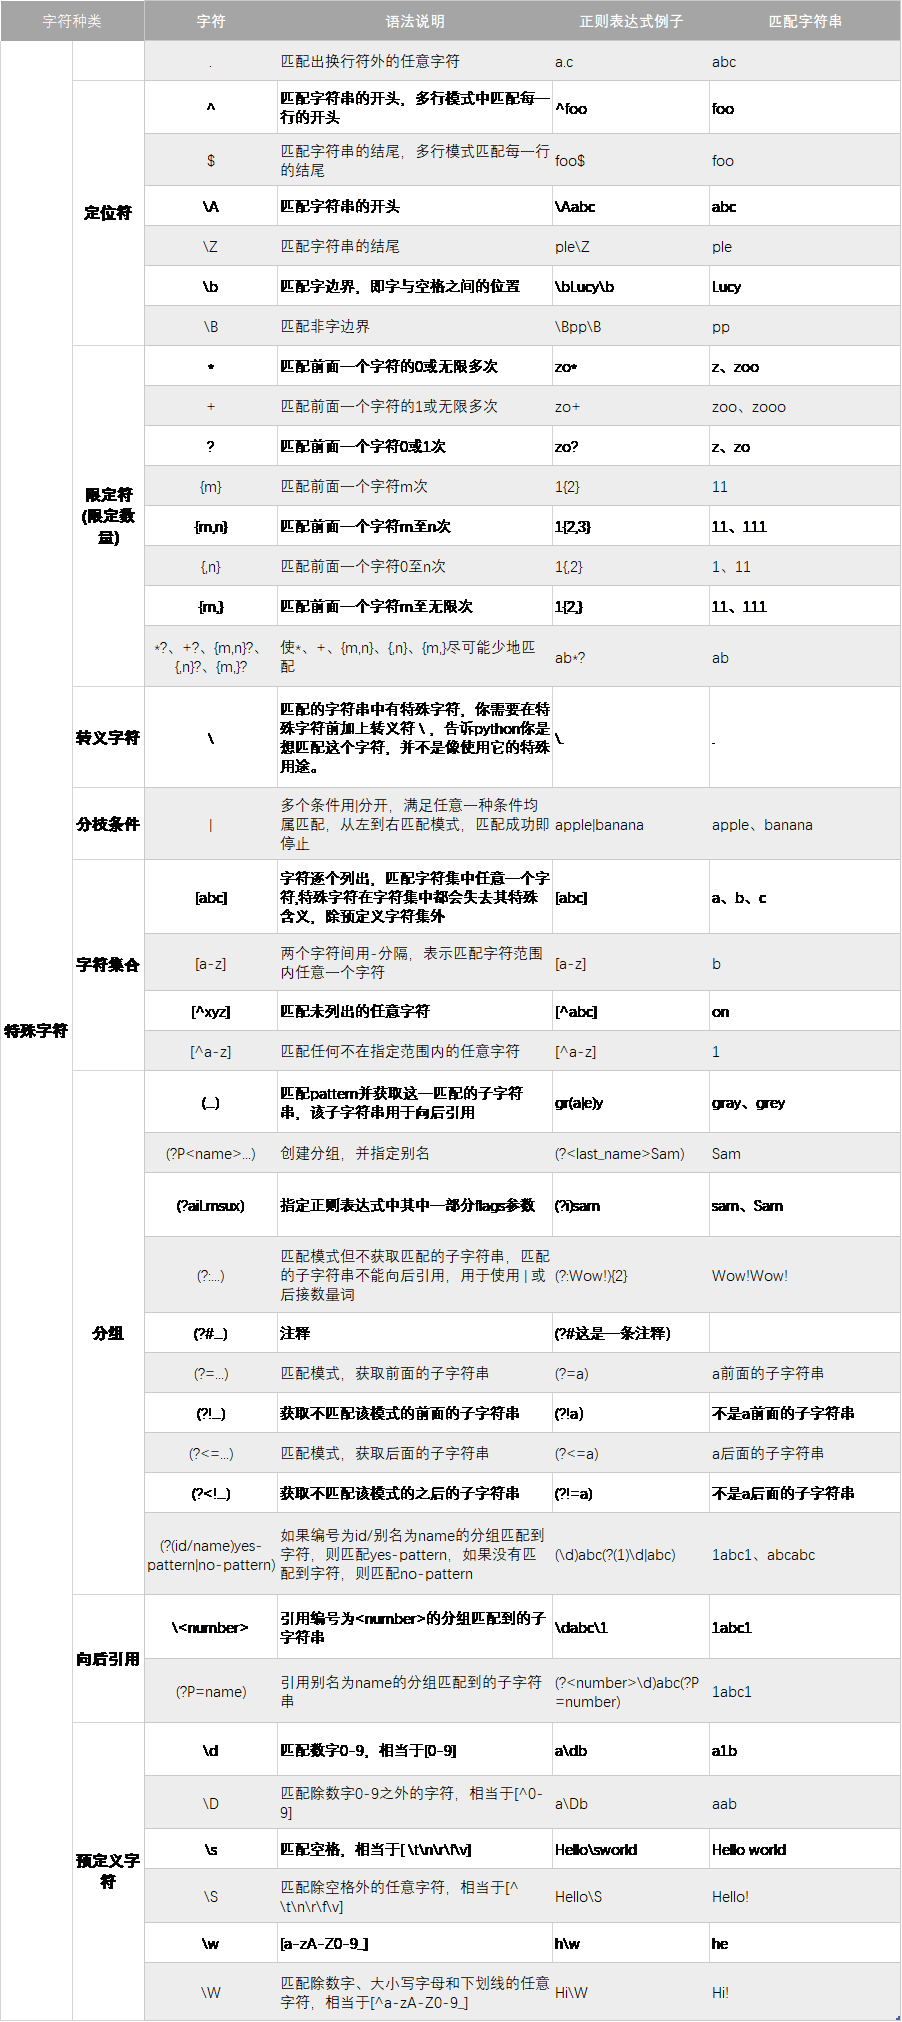 字符种类 字符 语法说明 正则表达式例子 匹配字符串
. 匹配出换行符外的任意字符 a.c abc
^ 匹配字符串的开头，多行模式中匹配每一行的开头 ^foo foo
$ 匹配字符串的结尾，多行模式匹配每一行的结尾 foo$ foo
定位符
\A 匹配字符串的开头 \Aabc abc
\Z 匹配字符串的结尾 ple\Z ple
\b 匹配字边界，即字与空格之间的位置 \bLucy\b Lucy
\B 匹配非字边界 \Bpp\B pp
* 匹配前面一个字符的0或无限多次 zo* z、zoo
+ 匹配前面一个字符的1或无限多次 zo+ zoo、zooo
? 匹配前面一个字符0或1次 zo? z、zo
限定符(限定数量)
{m} 匹配前面一个字符m次 1{2} 11
{m,n} 匹配前面一个字符m至n次 1{2,3} 11、111
{,n} 匹配前面一个字符0至n次 1{,2} 1、11
{m,} 匹配前面一个字符m至无限次 1{2,} 11、111
*?、+?、{m,n}?、{,n}?、{m,}? 使*、+、{m,n}、{,n}、{m,}尽可能少地匹配 ab*? ab
转义字符 \ 匹配的字符串中有特殊字符，你需要在特殊字符前加上转义符 \ ，告诉python你是想匹配这个字符，并不是像使用它的特殊用途。 \. .
分枝条件 | 多个条件用|分开，满足任意一种条件均属匹配，从左到右匹配模式，匹配成功即停止 apple|banana apple、banana
[abc] 字符逐个列出，匹配字符集中任意一个字符,特殊字符在字符集中都会失去其特殊含义，除预定义字符集外 [abc] a、b、c
字符集合
[a-z] 两个字符间用-分隔，表示匹配字符范围内任意一个字符 [a-z] b
[^xyz] 匹配未列出的任意字符 [^abc] on
特殊字符
[^a-z] 匹配任何不在指定范围内的任意字符 [^a-z] 1
(...) 匹配pattern并获取这一匹配的子字符串，该子字符串用于向后引用 gr(a|e)y gray、grey
(?P<name>...) 创建分组，并指定别名 (?<last_name>Sam) Sam
(?aiLmsux) 指定正则表达式中其中一部分flags参数 (?i)sam sam、Sam
(?:...) 匹配模式但不获取匹配的子字符串，匹配的子字符串不能向后引用，用于使用 | 或后接数量词 (?:Wow!){2} Wow!Wow!
分组
(?#...) 注释 (?#这是一条注释)
(?=...) 匹配模式，获取前面的子字符串 (?=a) a前面的子字符串
(?!...) 获取不匹配该模式的前面的子字符串 (?!a) 不是a前面的子字符串
(?<=...) 匹配模式，获取后面的子字符串 (?<=a) a后面的子字符串
(?<!...) 获取不匹配该模式的之后的子字符串 (?!=a) 不是a后面的子字符串
(?(id/name)yes-pattern|no-pattern) 如果编号为id/别名为name的分组匹配到字符，则匹配yes-pattern，如果没有匹配到字符，则匹配no-pattern (\d)abc(?(1)\d|abc) 1abc1、abcabc
\<number> 引用编号为<number>的分组匹配到的子字符串 \dabc\1 1abc1
向后引用
(?P=name) 引用别名为name的分组匹配到的子字符串 (?<number>\d)abc(?P=number) 1abc1
\d 匹配数字0-9，相当于[0-9] a\db a1b
\D 匹配除数字0-9之外的字符，相当于[^0-9] a\Db aab
预定义字符
\s 匹配空格，相当于[ \t\n\r\f\v] Hello\sworld Hello world
\S 匹配除空格外的任意字符，相当于[^ \t\n\r\f\v] Hello\S Hello!
\w [a-zA-Z0-9_] h\w he
\W 匹配除数字、大小写字母和下划线的任意字符，相当于[^a-zA-Z0-9_] Hi\W Hi!